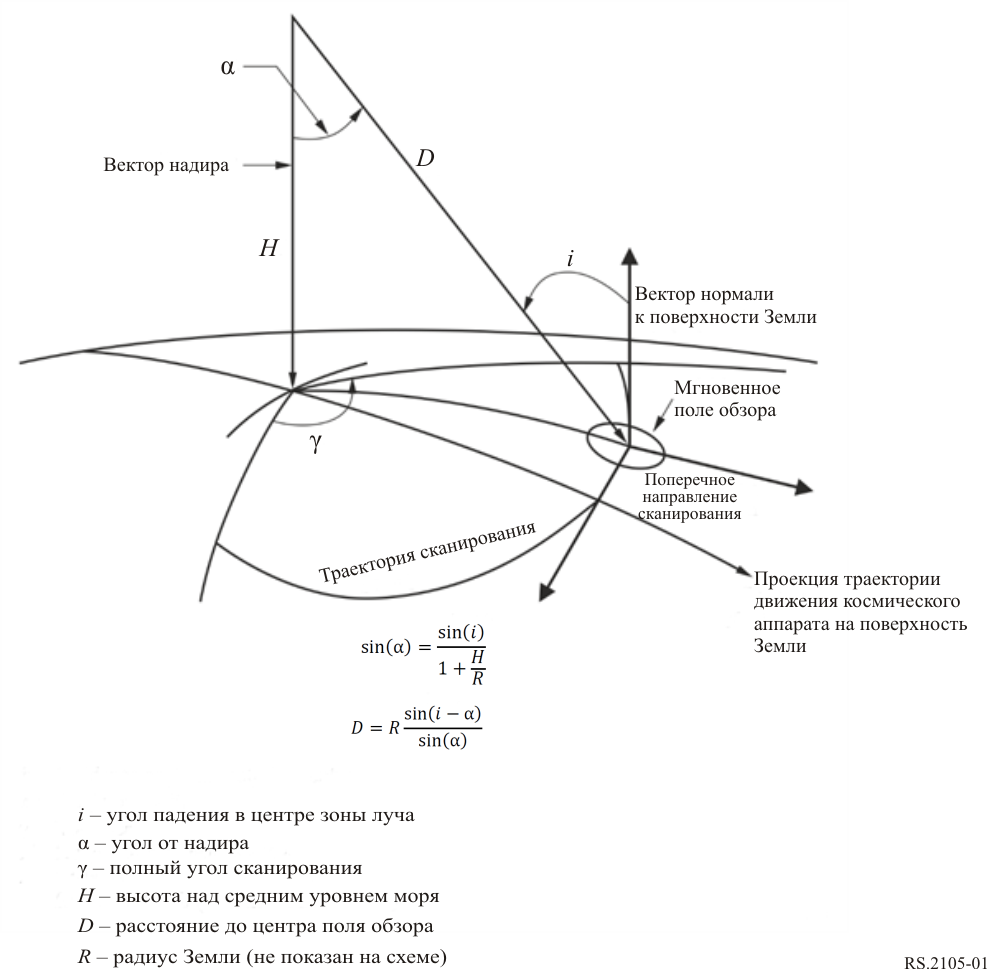 α
Вектор надира
D
H
i
Вектор нормали
к поверхности Земли
Мгновенное
поле обзора
γ
Поперечное
направление
сканирования
Траектория сканирования
Проекция траектории
движения космического
аппарата на поверхность
Земли
sin(α) = sin(i) / (1 + H/R)
D = R sin(i − α) / sin(α)
i – угол падения в центре зоны луча
α – угол от надира
γ – полный угол сканирования
H – высота над средним уровнем моря
D – расстояние до центра поля обзора
R – радиус Земли (не показан на схеме)
RS.2105-01